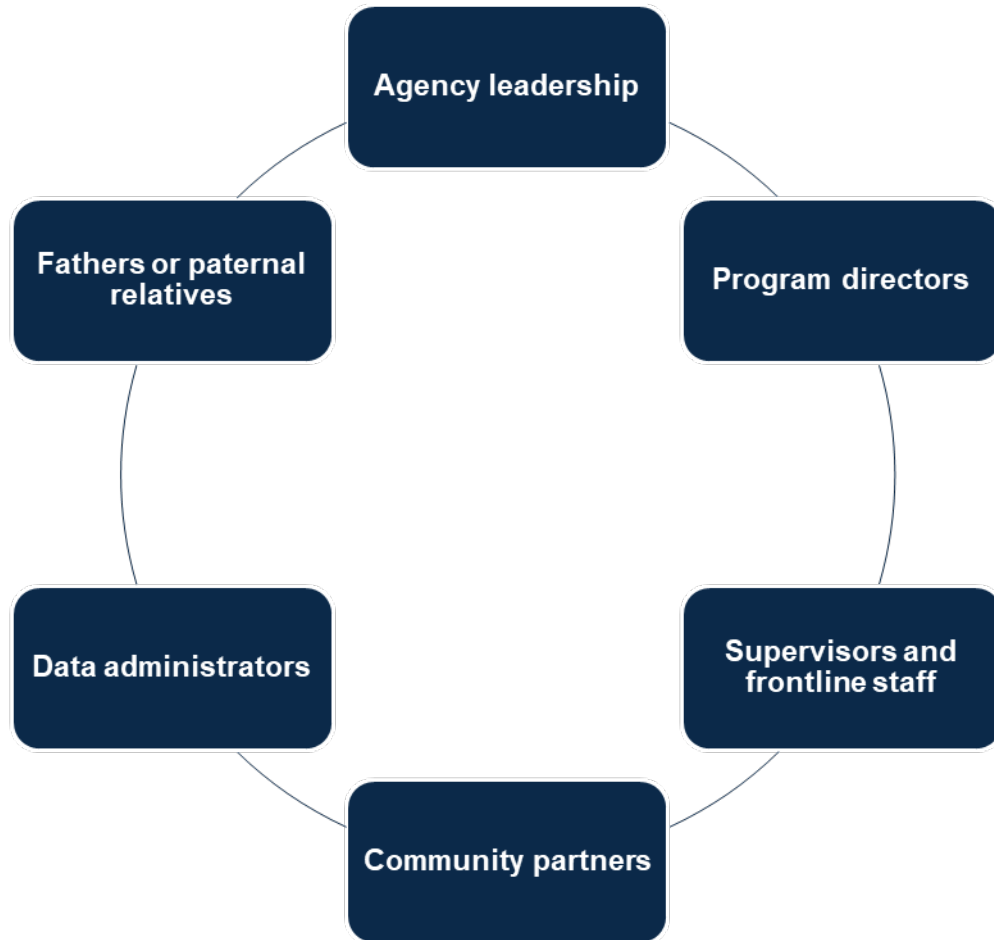 Agency leadership
Program directors
Supervisors and
frontline staff
Community partners
Data administrators
Fathers or paternal
relatives